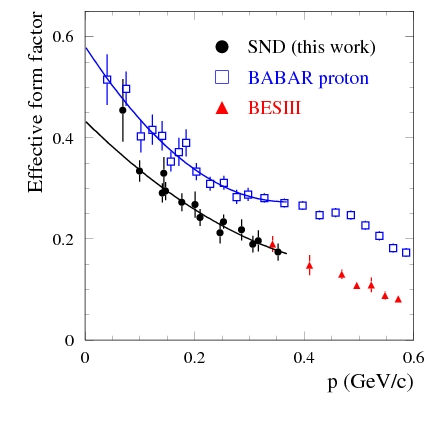 Effective form factor
0.6
0.4
0.2
0
SND (this work)
BABAR proton
BESIII
0
0.2
0.4
0.6
p (GeV/c)